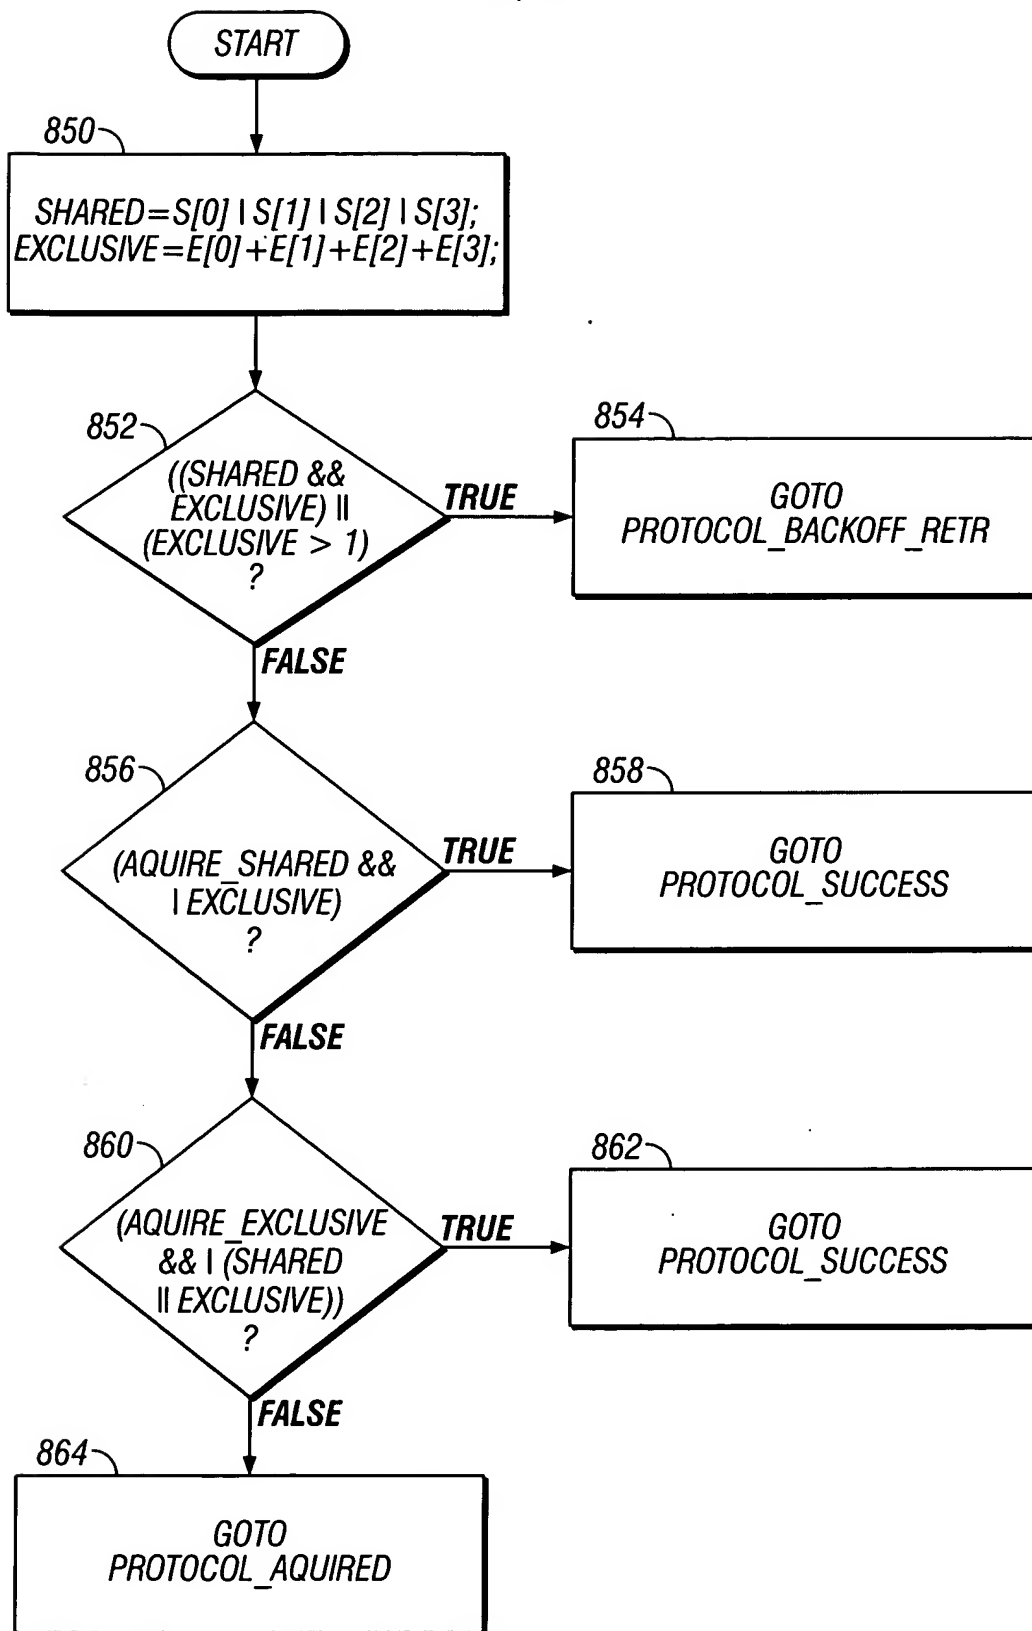 START
850
SHARED=S[0] | S[1] | S[2] | S[3];
EXCLUSIVE=E[0]+E[1]+E[2]+E[3];
852
((SHARED &&
EXCLUSIVE) ||
(EXCLUSIVE > 1)
?
TRUE
854
GOTO
PROTOCOL_BACKOFF_RETR
FALSE
856
(AQUIRE_SHARED &&
| EXCLUSIVE)
?
TRUE
858
GOTO
PROTOCOL_SUCCESS
FALSE
860
(AQUIRE_EXCLUSIVE
&& | (SHARED
|| EXCLUSIVE))
?
TRUE
862
GOTO
PROTOCOL_SUCCESS
FALSE
864
GOTO
PROTOCOL_AQUIRED